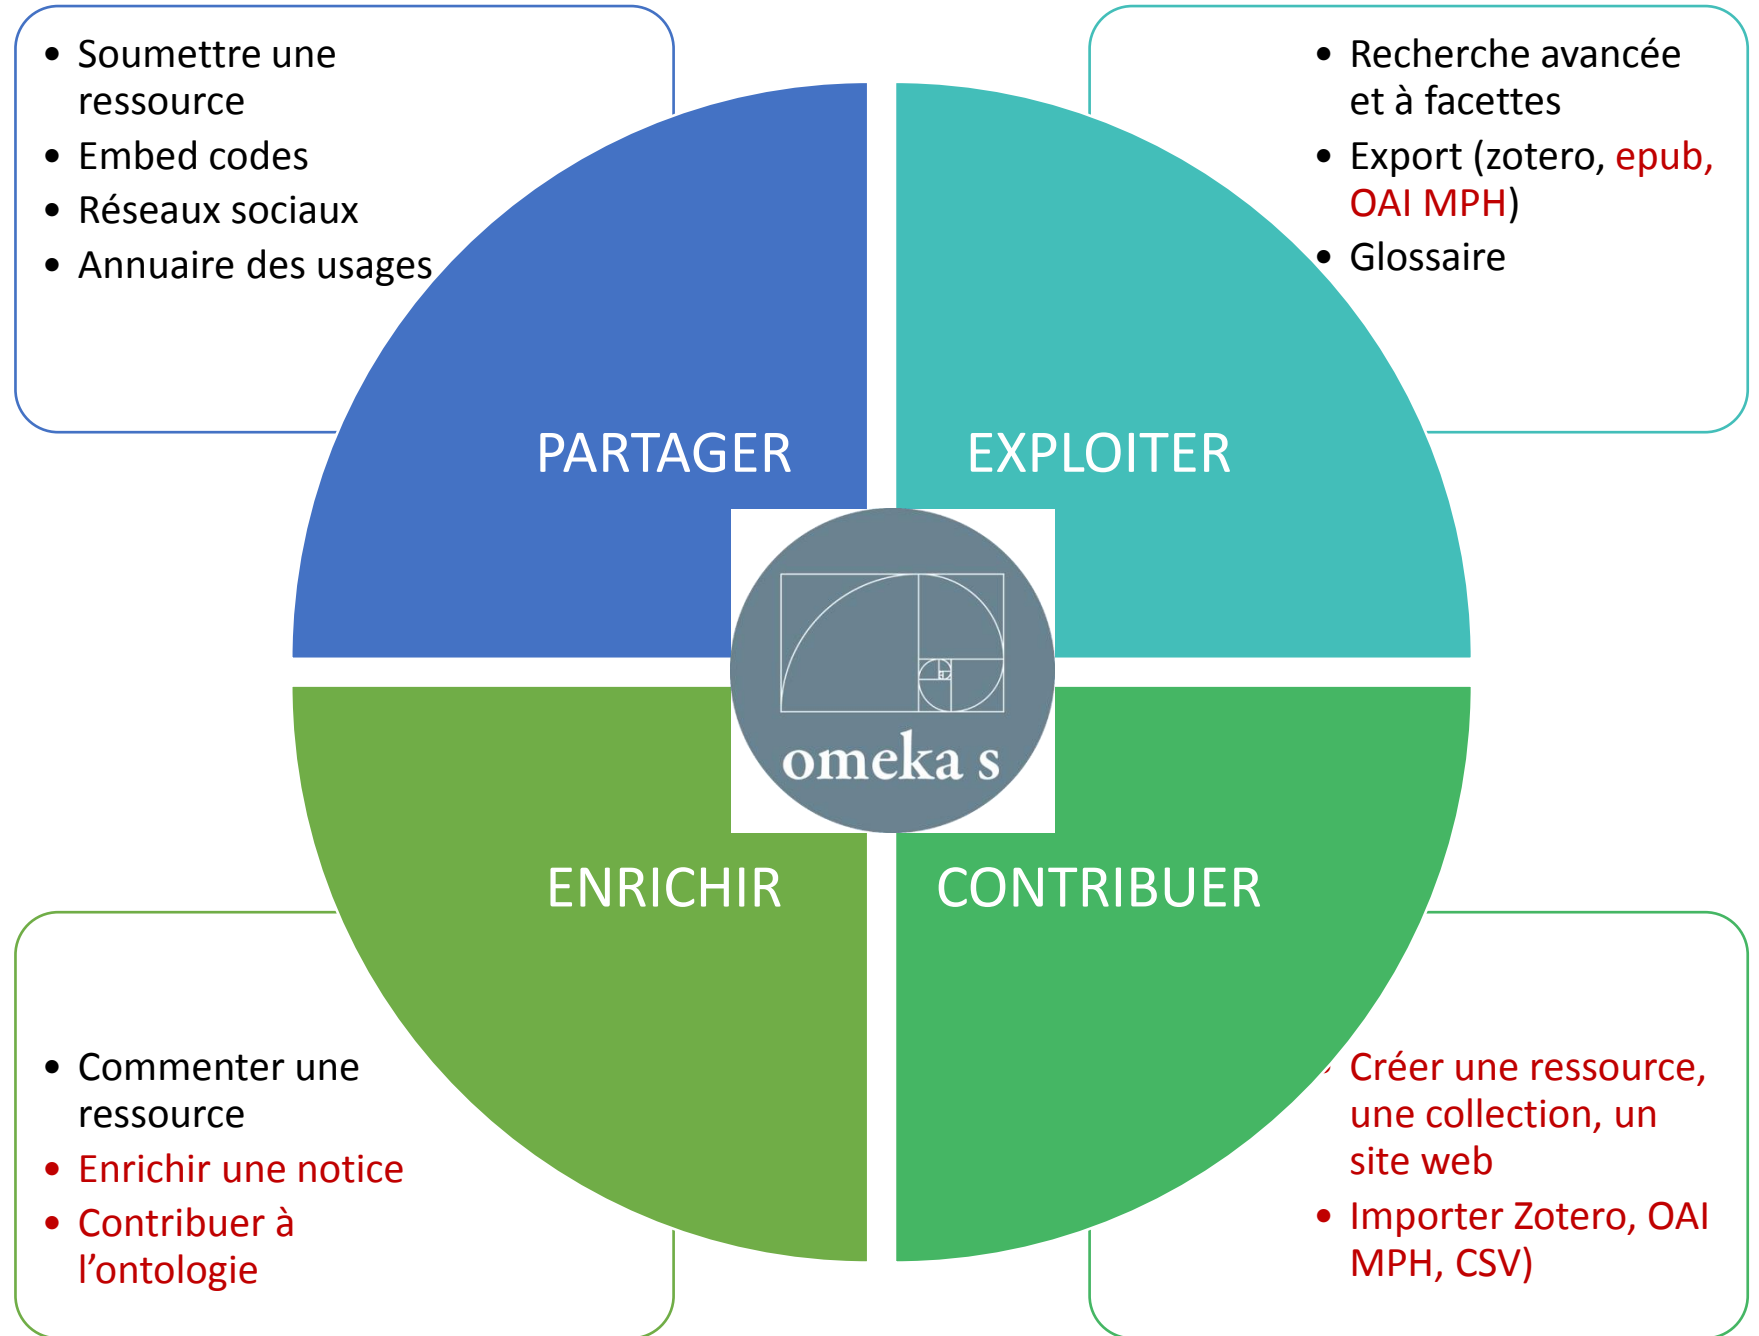 • Soumettre une
ressource
• Embed codes
• Réseaux sociaux
• Annuaire des usages
• Recherche avancée
et à facettes
• Export (zotero, epub,
OAI MPH)
• Glossaire
PARTAGER
EXPLOITER
omeka s
ENRICHIR
CONTRIBUER
• Commenter une
ressource
• Enrichir une notice
• Contribuer à
l’ontologie
• Créer une ressource,
une collection, un
site web
• Importer Zotero, OAI
MPH, CSV)